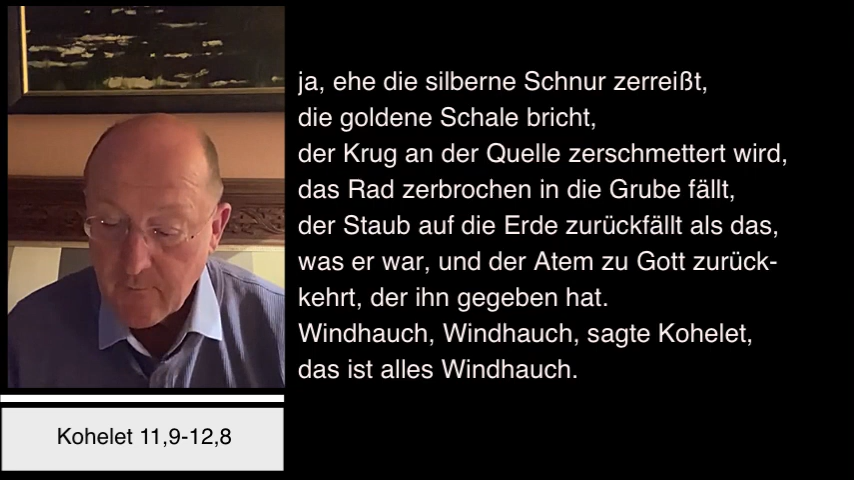 ja, ehe die silberne Schnur zerreißt,
die goldene Schale bricht,
der Krug an der Quelle zerschmettert wird,
das Rad zerbrochen in die Grube fällt,
der Staub auf die Erde zurückfällt als das,
was er war, und der Atem zu Gott zurück-
kehrt, der ihn gegeben hat.
Windhauch, Windhauch, sagte Kohelet,
das ist alles Windhauch.
Kohelet 11,9-12,8